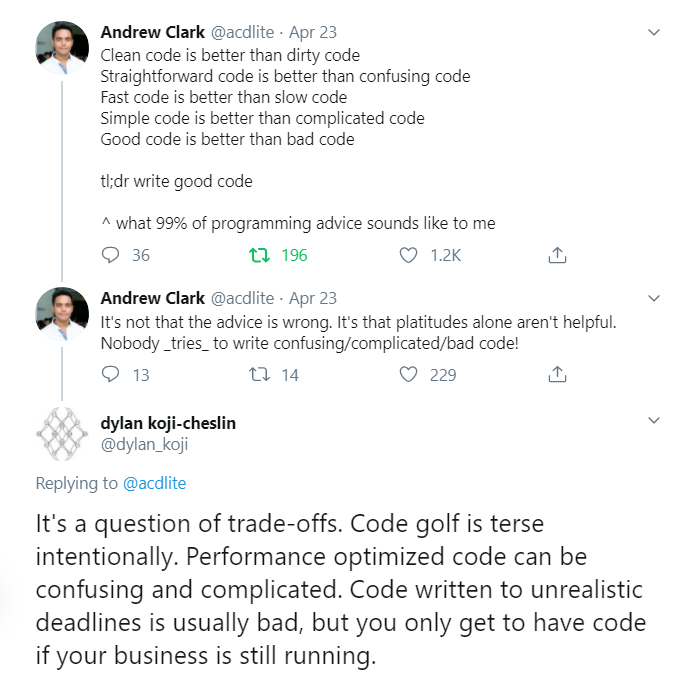 Andrew Clark @acdlite · Apr 23
Clean code is better than dirty code
Straightforward code is better than confusing code
Fast code is better than slow code
Simple code is better than complicated code
Good code is better than bad code
tl;dr write good code
^ what 99% of programming advice sounds like to me
36 196 1.2K
Andrew Clark @acdlite · Apr 23
It's not that the advice is wrong. It's that platitudes alone aren't helpful.
Nobody _tries_ to write confusing/complicated/bad code!
13 14 229
dylan koji-cheslin
@dylan_koji
Replying to @acdlite
It's a question of trade-offs. Code golf is terse
intentionally. Performance optimized code can be
confusing and complicated. Code written to unrealistic
deadlines is usually bad, but you only get to have code
if your business is still running.